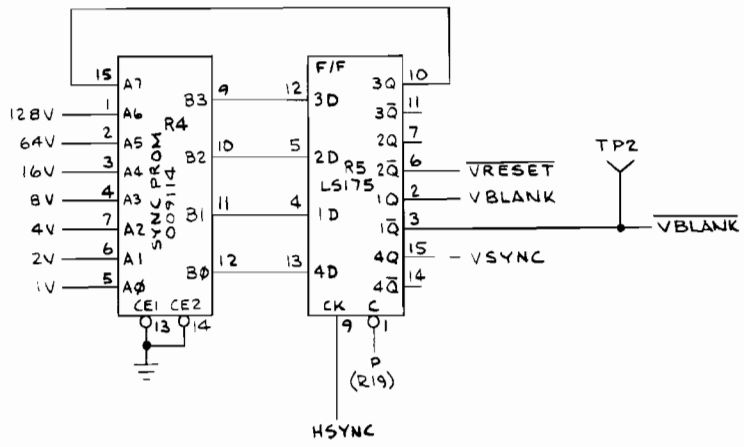 15 A7
128V 1 A6
64V 2 A5
16V 3 A4
8V 4 A3
4V 7 A2
2V 6 A1
1V 5 AØ
SYNC PROM
009114
R4
B3 9
B2 10
B1 11
BØ 12
CE1 CE2
13 14
F/F
12 3D
5 2D
4 1D
13 4D
R5
LS175
3Q 10
3Q̅ 11
2Q 7
2Q̅ 6 V̅R̅E̅S̅E̅T̅
1Q 2 VBLANK
1Q̅ 3 V̅B̅L̅A̅N̅K̅
4Q 15 VSYNC
4Q̅ 14
TP2
CK C
9 1
P
(R19)
HSYNC